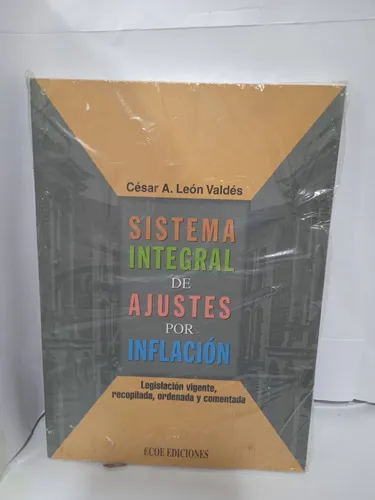 César A. León Valdés
SISTEMA
INTEGRAL
DE
AJUSTES
POR
INFLACIÓN
Legislación vigente,
recopilada, ordenada y comentada
ECOE EDICIONES